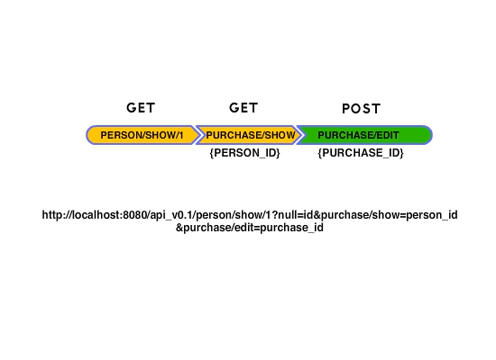 GET GET POST
PERSON/SHOW/1 PURCHASE/SHOW PURCHASE/EDIT
{PERSON_ID} {PURCHASE_ID}
http://localhost:8080/api_v0.1/person/show/1?null=id&purchase/show=person_id
&purchase/edit=purchase_id